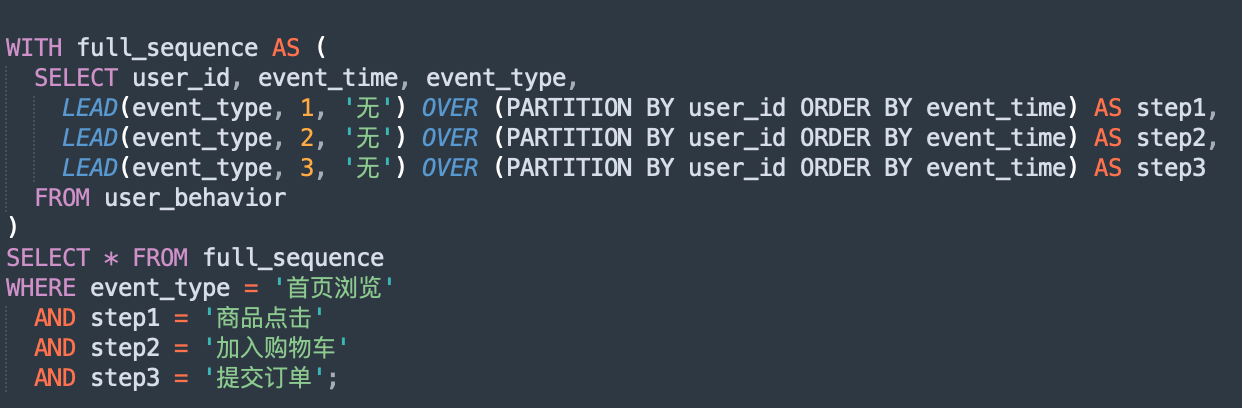 WITH full_sequence AS (
  SELECT user_id, event_time, event_type,
    LEAD(event_type, 1, '无') OVER (PARTITION BY user_id ORDER BY event_time) AS step1,
    LEAD(event_type, 2, '无') OVER (PARTITION BY user_id ORDER BY event_time) AS step2,
    LEAD(event_type, 3, '无') OVER (PARTITION BY user_id ORDER BY event_time) AS step3
  FROM user_behavior
)
SELECT * FROM full_sequence
WHERE event_type = '首页浏览'
  AND step1 = '商品点击'
  AND step2 = '加入购物车'
  AND step3 = '提交订单';